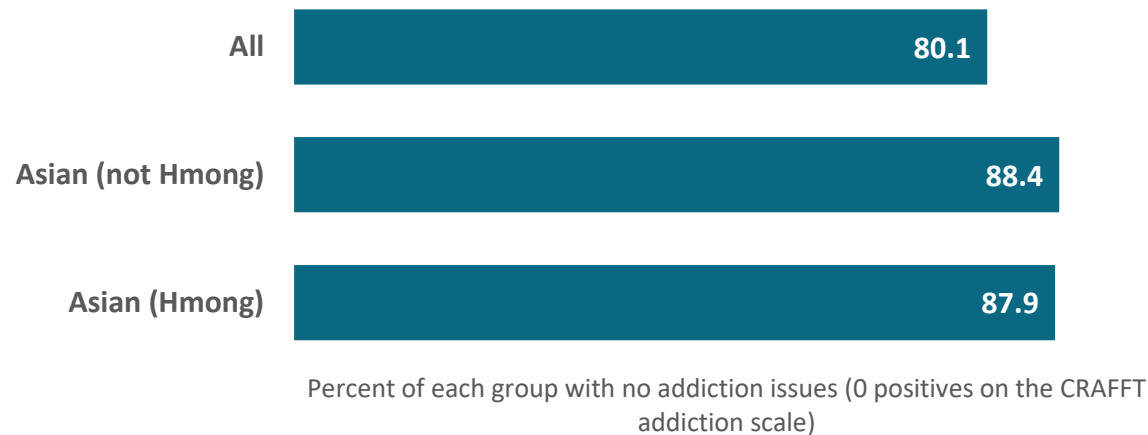 All
80.1
Asian (not Hmong)
88.4
Asian (Hmong)
87.9
Percent of each group with no addiction issues (0 positives on the CRAFFT
addiction scale)